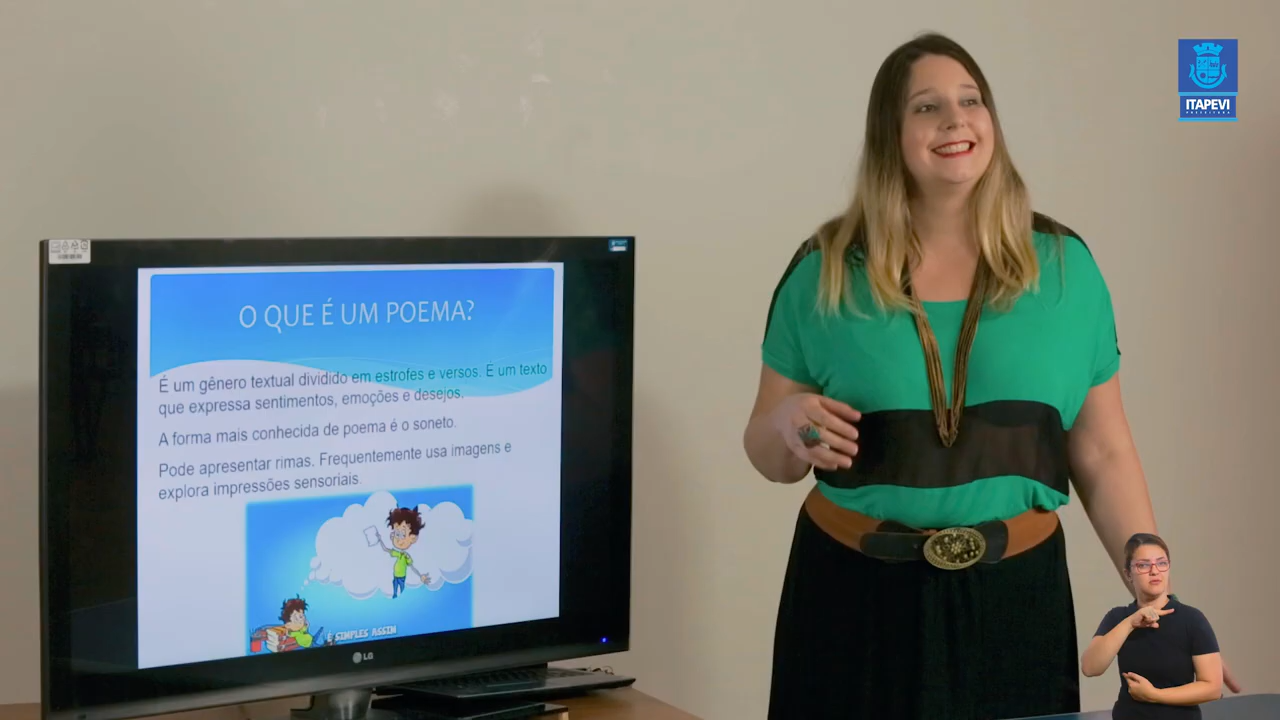 ITAPEVI
PREFEITURA
O QUE É UM POEMA?
É um gênero textual dividido em estrofes e versos. É um texto
que expressa sentimentos, emoções e desejos.
A forma mais conhecida de poema é o soneto.
Pode apresentar rimas. Frequentemente usa imagens e
explora impressões sensoriais.
É SIMPLES ASSIM
LG